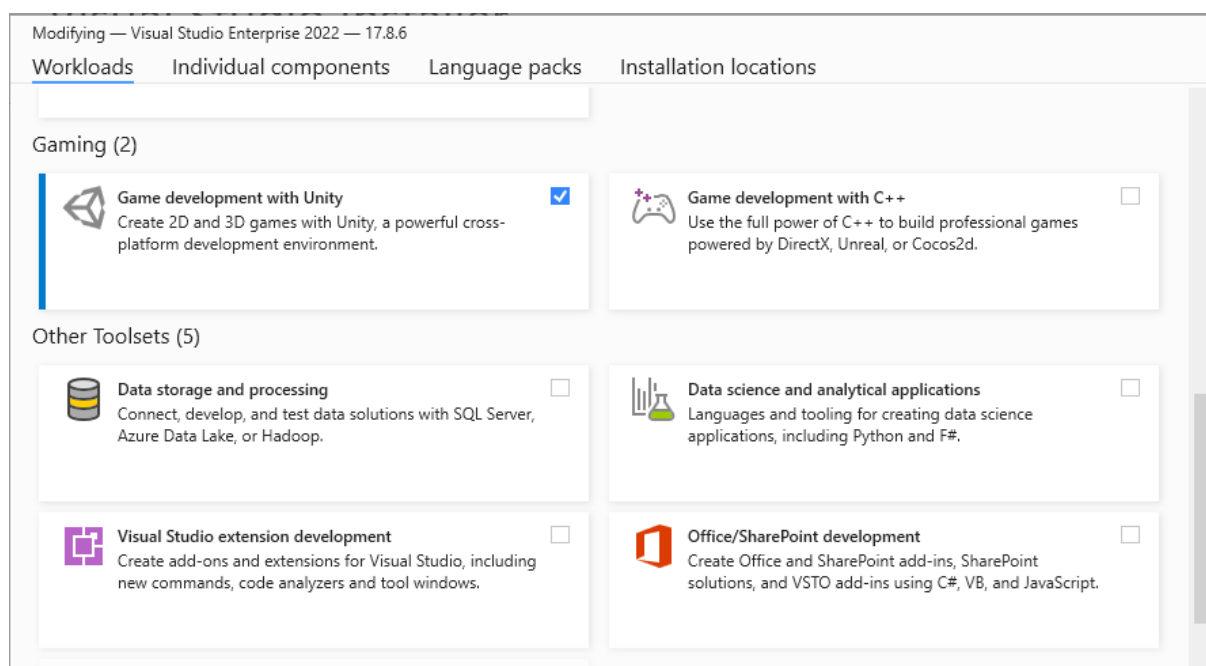 Modifying — Visual Studio Enterprise 2022 — 17.8.6
Workloads Individual components Language packs Installation locations
Gaming (2)
Game development with Unity
Create 2D and 3D games with Unity, a powerful cross-
platform development environment.
Game development with C++
Use the full power of C++ to build professional games
powered by DirectX, Unreal, or Cocos2d.
Other Toolsets (5)
Data storage and processing
Connect, develop, and test data solutions with SQL Server,
Azure Data Lake, or Hadoop.
Data science and analytical applications
Languages and tooling for creating data science
applications, including Python and F#.
Visual Studio extension development
Create add-ons and extensions for Visual Studio, including
new commands, code analyzers and tool windows.
Office/SharePoint development
Create Office and SharePoint add-ins, SharePoint
solutions, and VSTO add-ins using C#, VB, and JavaScript.